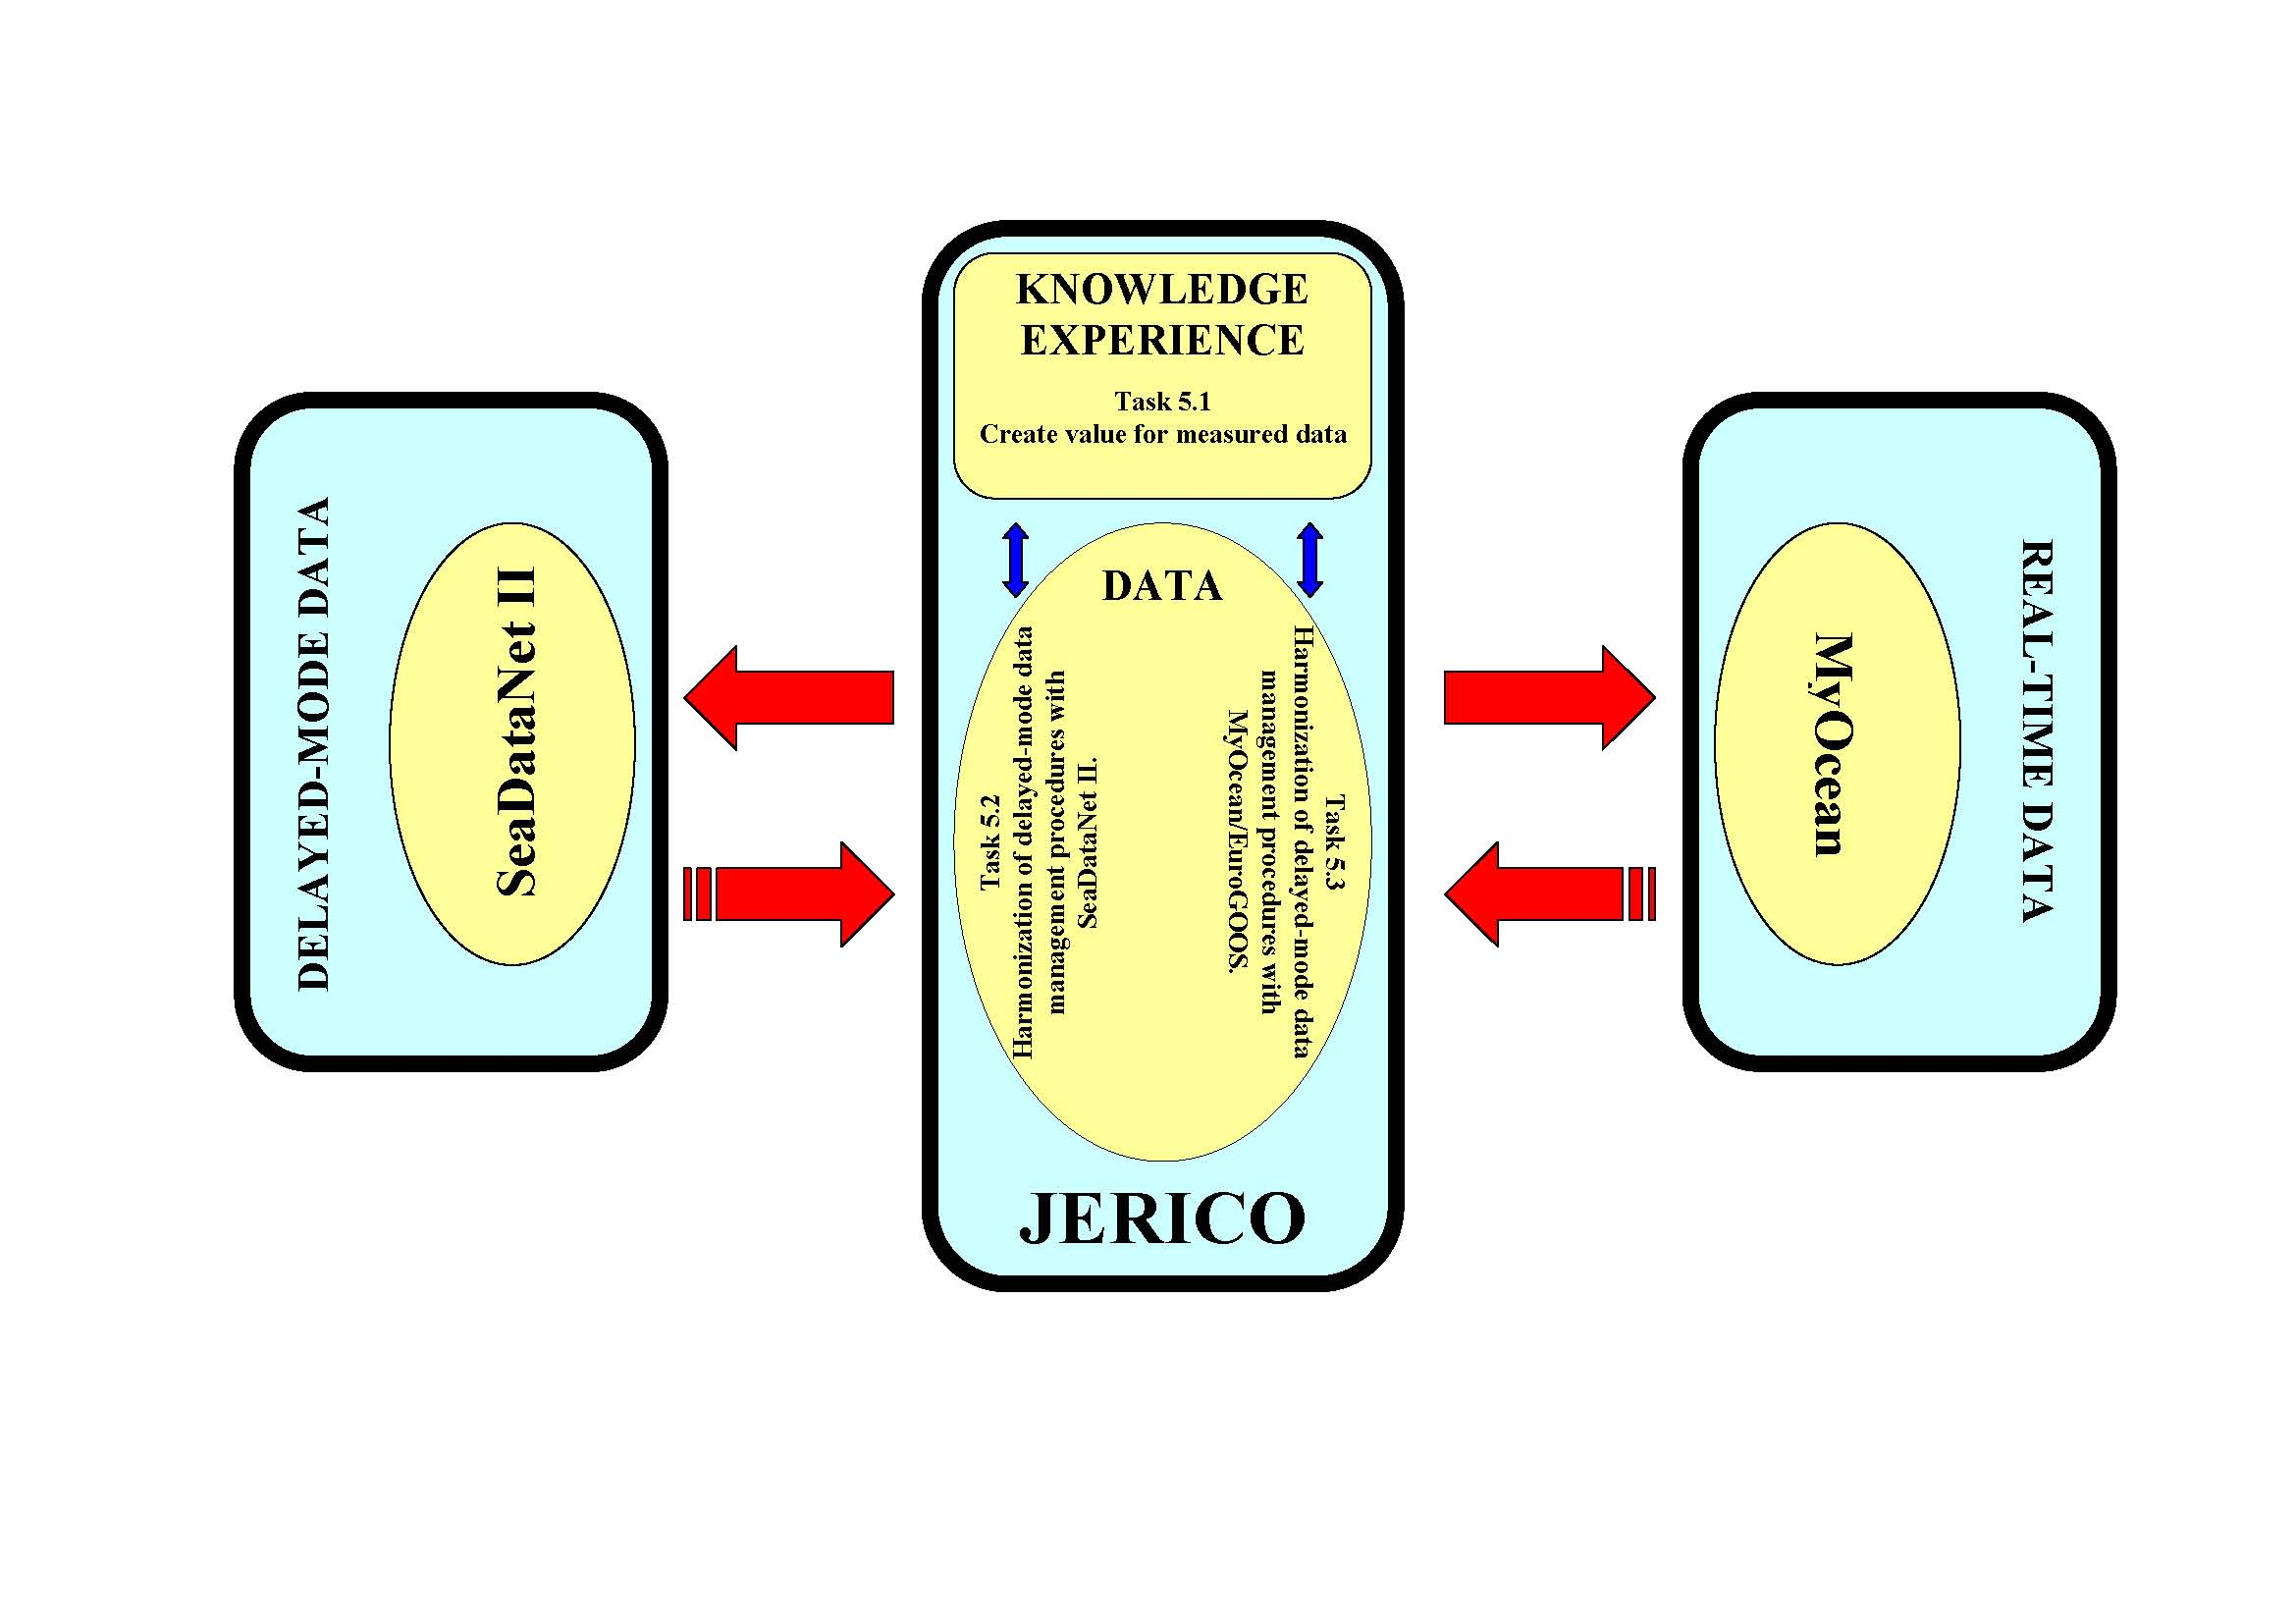 DELAYED-MODE DATA
SeaDataNet II
KNOWLEDGE
EXPERIENCE
Task 5.1
Create value for measured data
DATA
Task 5.2
Harmonization of delayed-mode data
management procedures with
SeaDataNet II.
Task 5.3
Harmonization of delayed-mode data
management procedures with
MyOcean/EuroGOOS.
JERICO
MyOcean
REAL-TIME DATA